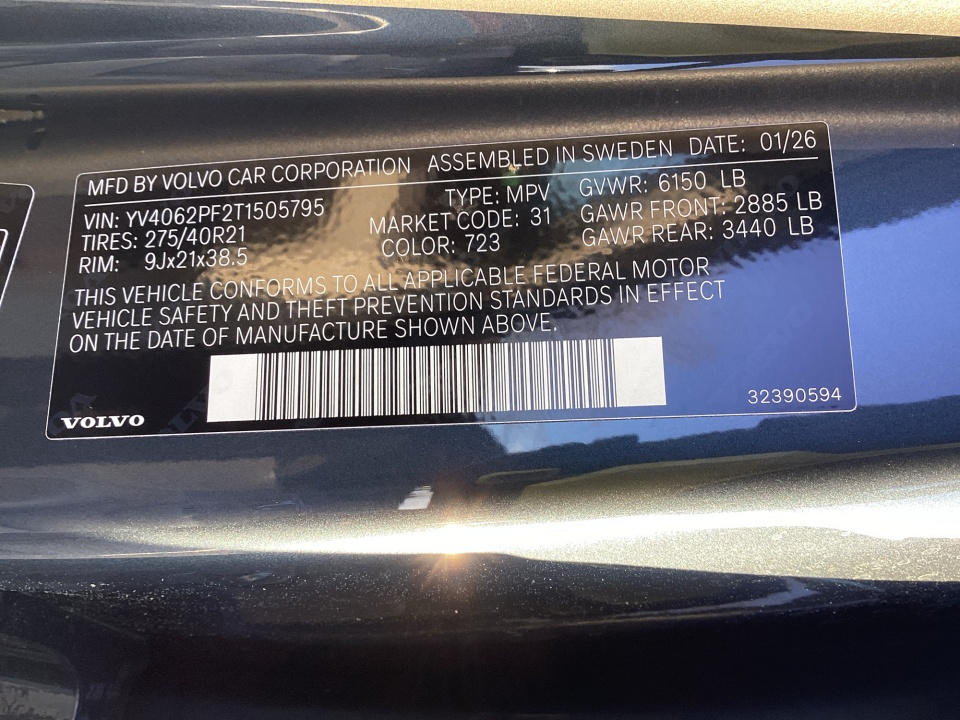 MFD BY VOLVO CAR CORPORATION ASSEMBLED IN SWEDEN DATE: 01/26
VIN: YV4062PF2T1505795 TYPE: MPV GVWR: 6150 LB
TIRES: 275/40R21 MARKET CODE: 31 GAWR FRONT: 2885 LB
RIM: 9Jx21x38.5 COLOR: 723 GAWR REAR: 3440 LB
THIS VEHICLE CONFORMS TO ALL APPLICABLE FEDERAL MOTOR
VEHICLE SAFETY AND THEFT PREVENTION STANDARDS IN EFFECT
ON THE DATE OF MANUFACTURE SHOWN ABOVE.
VOLVO 32390594